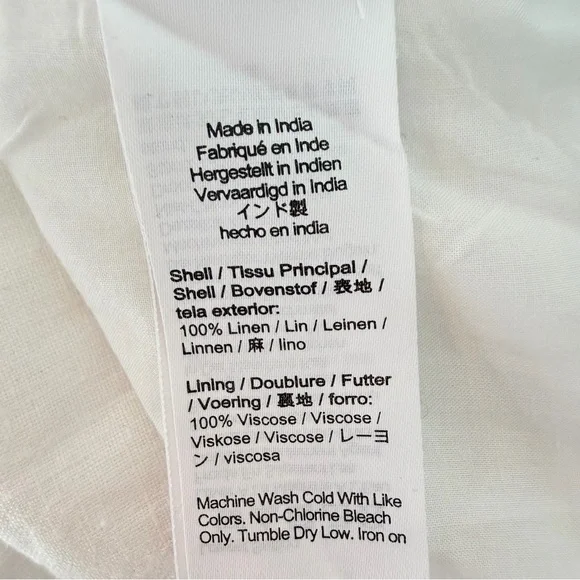 Made in India
Fabriqué en Inde
Hergestellt in Indien
Vervaardigd in India
インド製
hecho en india
Shell / Tissu Principal /
Shell / Bovenstof / 表地 /
tela exterior:
100% Linen / Lin / Leinen /
Linnen / 麻 / lino
Lining / Doublure / Futter
/ Voering / 裏地 / forro:
100% Viscose / Viscose /
Viskose / Viscose / レーヨ
ン / viscosa
Machine Wash Cold With Like
Colors. Non-Chlorine Bleach
Only. Tumble Dry Low. Iron on